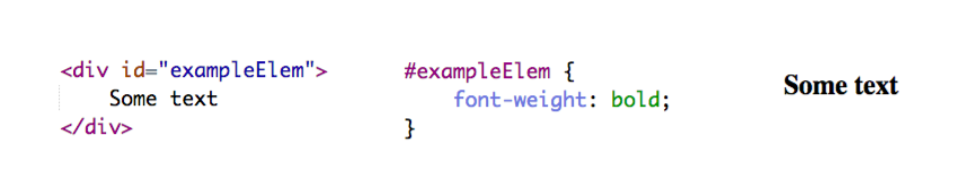 <div id="exampleElem">
    Some text
</div>
#exampleElem {
    font-weight: bold;
}
Some text